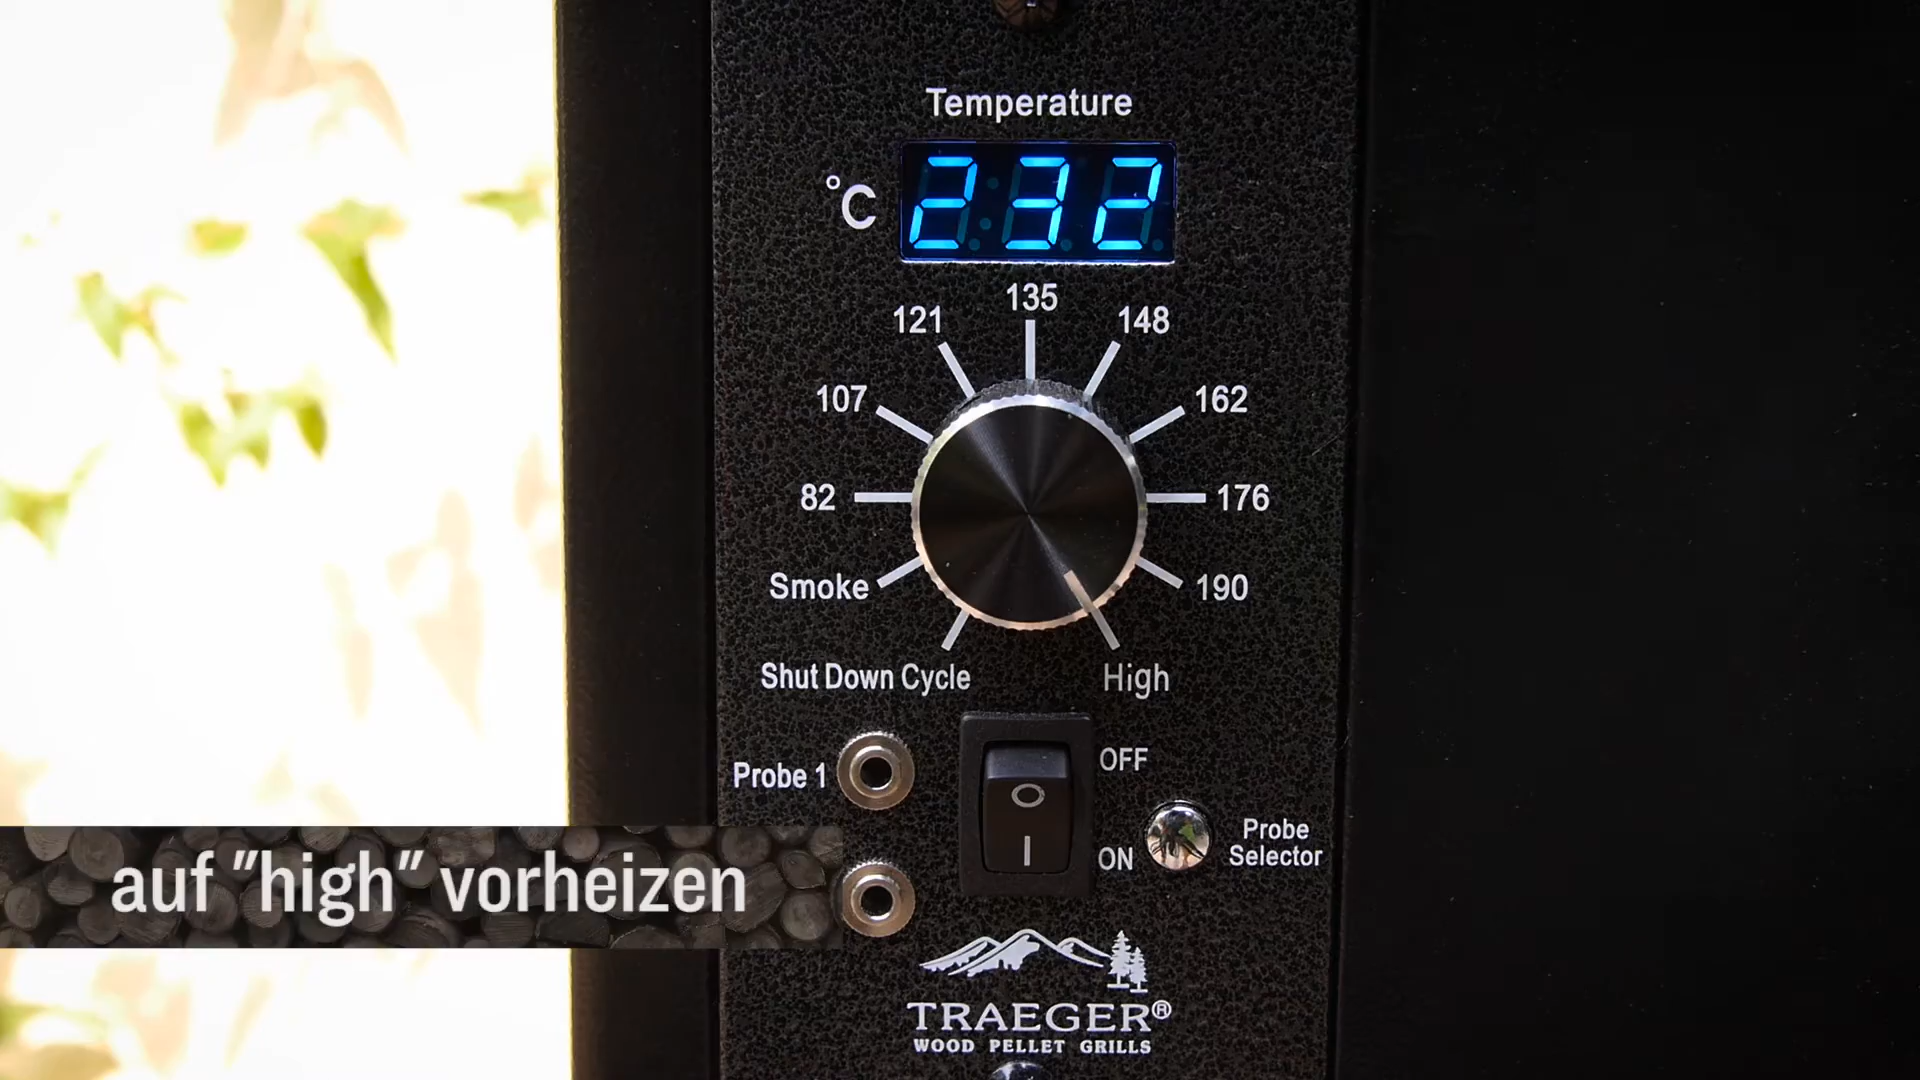 Temperature
°C 232
135
121 148
107 162
82 176
Smoke 190
Shut Down Cycle High
OFF
Probe 1
O
I
ON
Probe
Selector
auf "high" vorheizen
TRAEGER®
WOOD PELLET GRILLS